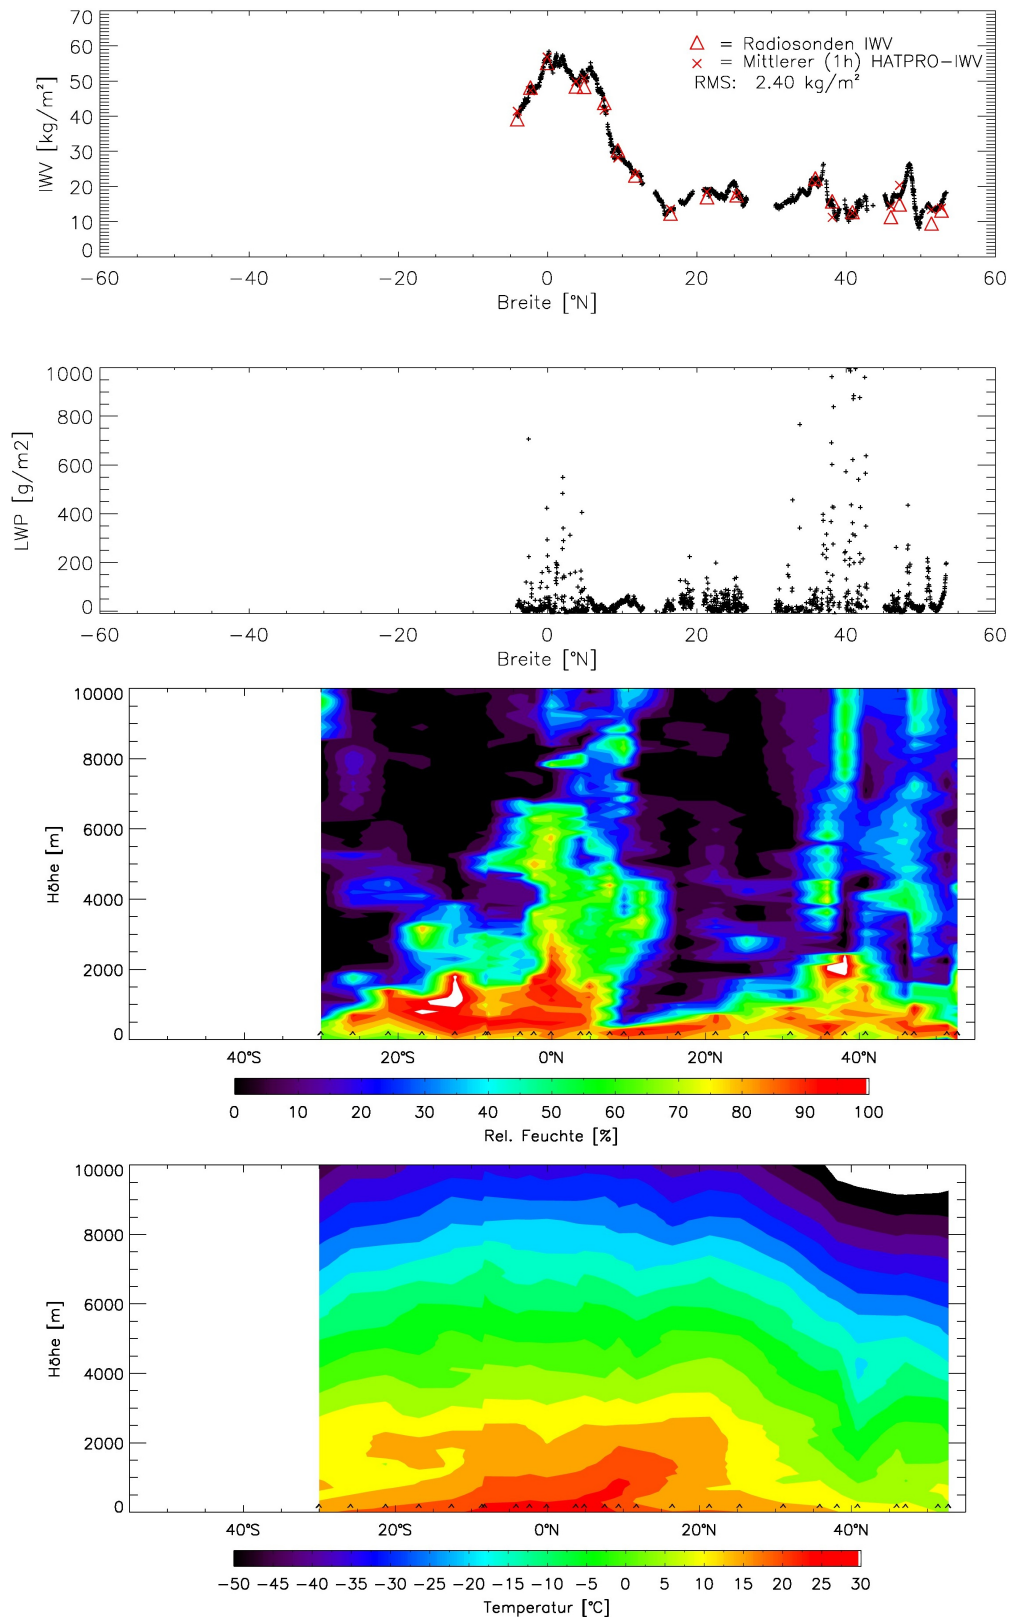 70
60
50
40
30
20
10
0
IWV [kg/m²]
△ = Radiosonden IWV
× = Mittlerer (1h) HATPRO-IWV
RMS: 2.40 kg/m²
-60 -40 -20 0 20 40 60
Breite [°N]
1000
800
600
400
200
0
LWP [g/m2]
-60 -40 -20 0 20 40 60
Breite [°N]
10000
8000
6000
4000
2000
0
Höhe [m]
40°S 20°S 0°N 20°N 40°N
0 10 20 30 40 50 60 70 80 90 100
Rel. Feuchte [%]
10000
8000
6000
4000
2000
0
Höhe [m]
40°S 20°S 0°N 20°N 40°N
-50 -45 -40 -35 -30 -25 -20 -15 -10 -5 0 5 10 15 20 25 30
Temperatur [°C]